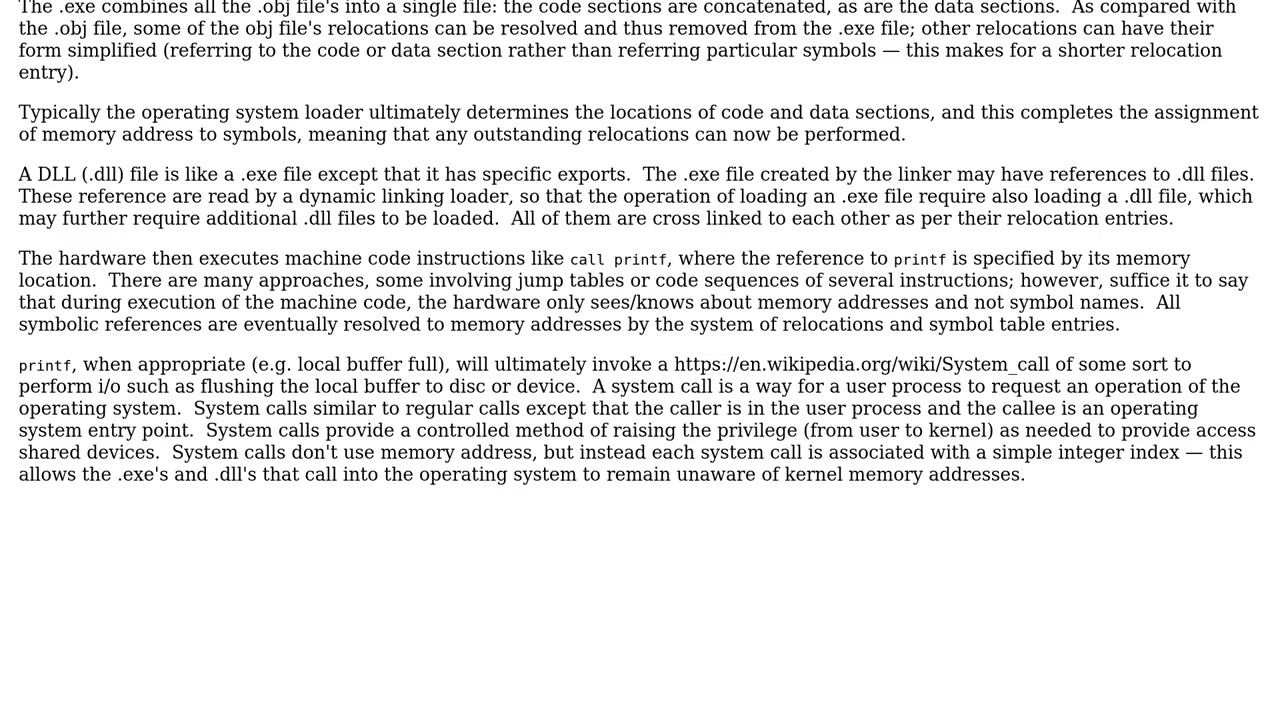 The .exe combines all the .obj file's into a single file: the code sections are concatenated, as are the data sections.  As compared with
the .obj file, some of the obj file's relocations can be resolved and thus removed from the .exe file; other relocations can have their
form simplified (referring to the code or data section rather than referring particular symbols — this makes for a shorter relocation
entry).
Typically the operating system loader ultimately determines the locations of code and data sections, and this completes the assignment
of memory address to symbols, meaning that any outstanding relocations can now be performed.
A DLL (.dll) file is like a .exe file except that it has specific exports.  The .exe file created by the linker may have references to .dll files.
These reference are read by a dynamic linking loader, so that the operation of loading an .exe file require also loading a .dll file, which
may further require additional .dll files to be loaded.  All of them are cross linked to each other as per their relocation entries.
The hardware then executes machine code instructions like call printf, where the reference to printf is specified by its memory
location.  There are many approaches, some involving jump tables or code sequences of several instructions; however, suffice it to say
that during execution of the machine code, the hardware only sees/knows about memory addresses and not symbol names.  All
symbolic references are eventually resolved to memory addresses by the system of relocations and symbol table entries.
printf, when appropriate (e.g. local buffer full), will ultimately invoke a https://en.wikipedia.org/wiki/System_call of some sort to
perform i/o such as flushing the local buffer to disc or device.  A system call is a way for a user process to request an operation of the
operating system.  System calls similar to regular calls except that the caller is in the user process and the callee is an operating
system entry point.  System calls provide a controlled method of raising the privilege (from user to kernel) as needed to provide access
shared devices.  System calls don't use memory address, but instead each system call is associated with a simple integer index — this
allows the .exe's and .dll's that call into the operating system to remain unaware of kernel memory addresses.